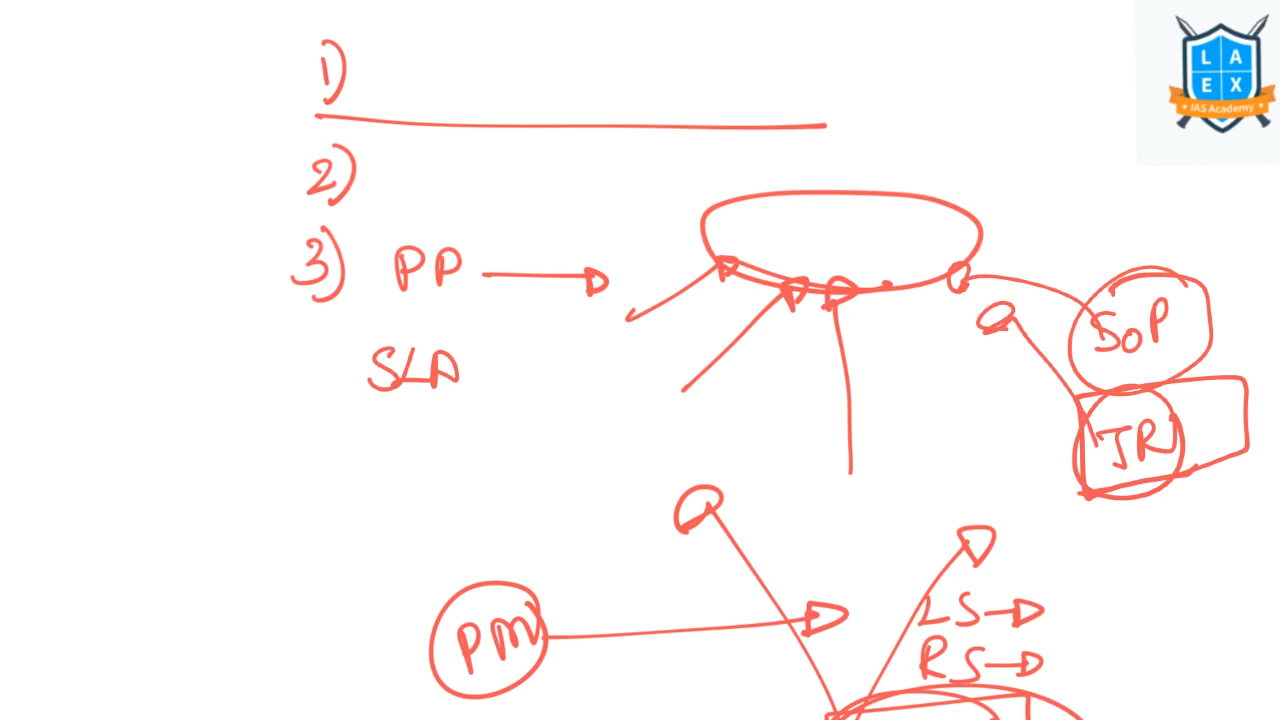 1)
L A
E X
IAS Academy
2)
3) PP
SOP
SLA
JR
PM
LS
RS